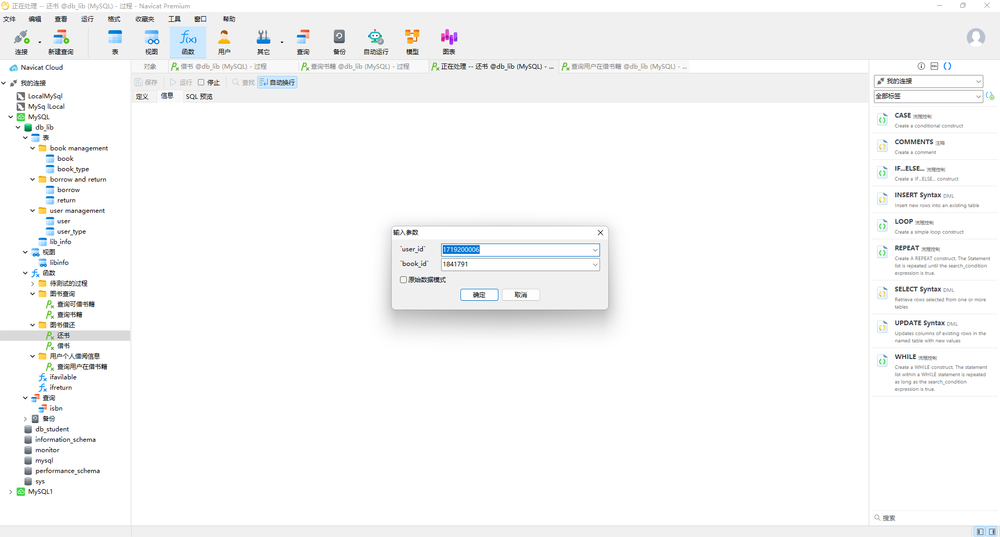 正在处理 -- 还书 @db_lib (MySQL) - 过程 - Navicat Premium
文件 编辑 查看 运行 格式 收藏夹 工具 窗口 帮助
连接 新建查询 表 视图 函数 用户 其它 查询 备份 自动运行 模型 图表
f(x)
Navicat Cloud
我的连接
LocalMySql
MySq lLocal
MySQL
db_lib
表
book management
book
book_type
borrow and return
borrow
return
user management
user
user_type
lib_info
视图
libinfo
函数
待测试的过程
图书查询
查询可借书籍
查询书籍
图书借还
还书
借书
用户个人借阅信息
查询用户在借书籍
ifavilable
ifreturn
查询
isbn
备份
db_student
information_schema
monitor
mysql
performance_schema
sys
MySQL1
对象 借书 @db_lib (MySQL) - 过程 查询书籍 @db_lib (MySQL) - 过程 正在处理 -- 还书 @db_lib (MySQL) - ... 查询用户在借书籍 @db_lib (MySQL) - ...
保存 运行 停止 查找 自动换行
定义 信息 SQL 预览
输入参数
`user_id` 1719200006
`book_id` 1841791
原始数据模式
确定 取消
DDL
我的连接
全部标签
CASE 流程控制
Create a conditional construct
COMMENTS 注释
Create a comment
IF...ELSE... 流程控制
Create a IF...ELSE... construct
INSERT Syntax DML
Insert new rows into an existing table
LOOP 流程控制
Create a simple loop construct
REPEAT 流程控制
Create A REPEAT construct. The Statement
list is repeated until the search_condition
expression is true.
SELECT Syntax DML
Retrieve rows selected from one or more
tables
UPDATE Syntax DML
Updates columns of existing rows in the
named table with new values
WHILE 流程控制
Create a WHILE construct. The statement
list within a WHILE statement is repeated
as long as the search_condition
expression is true.
搜索